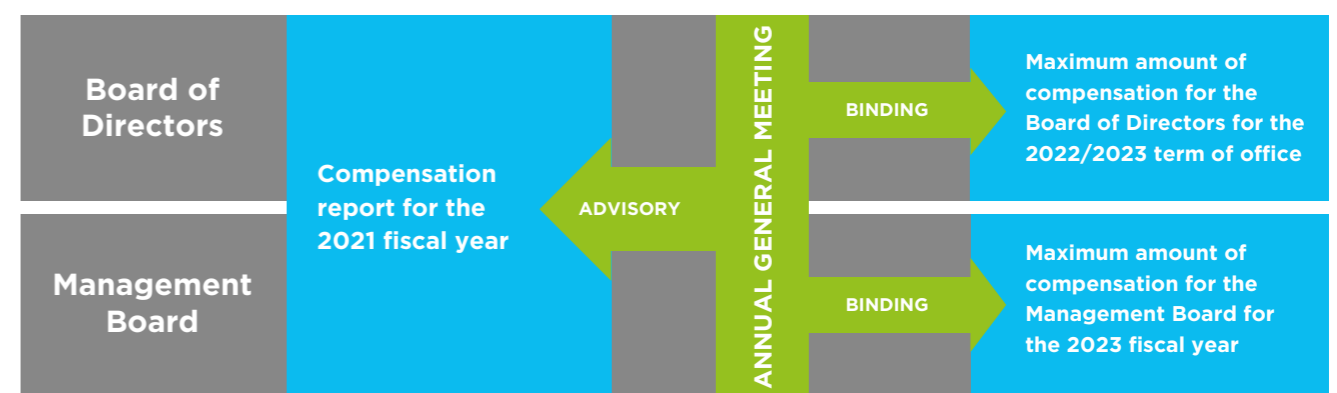 Board of
Directors
Management
Board
Compensation
report for the
2021 fiscal year
ADVISORY
ANNUAL GENERAL MEETING
BINDING
Maximum amount of
compensation for the
Board of Directors for the
2022/2023 term of office
BINDING
Maximum amount of
compensation for the
Management Board for
the 2023 fiscal year